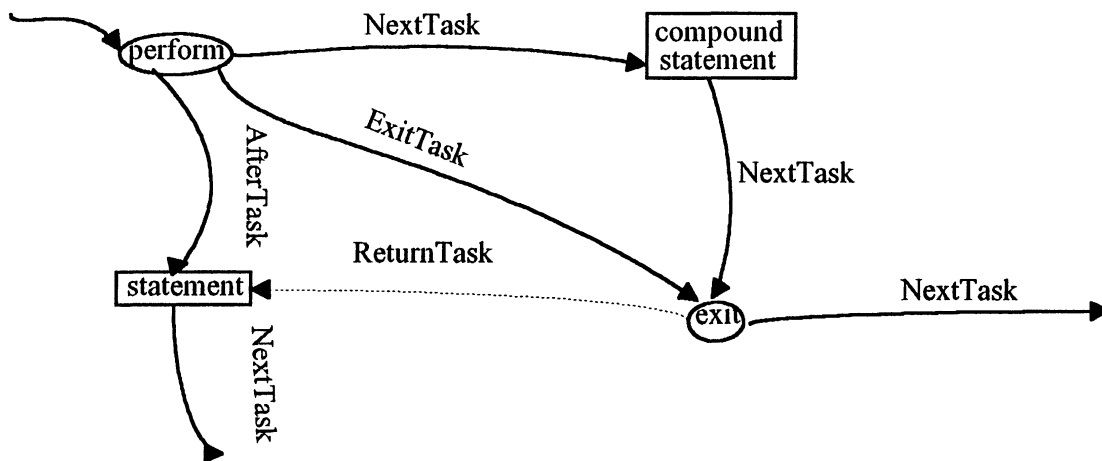 NextTask
compound
statement
perform
ExitTask
AfterTask
NextTask
ReturnTask
statement
NextTask
exit
NextTask